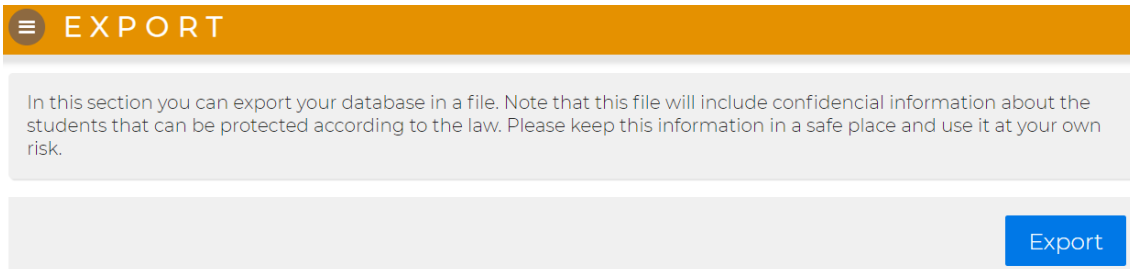 EXPORT
In this section you can export your database in a file. Note that this file will include confidencial information about the
students that can be protected according to the law. Please keep this information in a safe place and use it at your own
risk.
Export